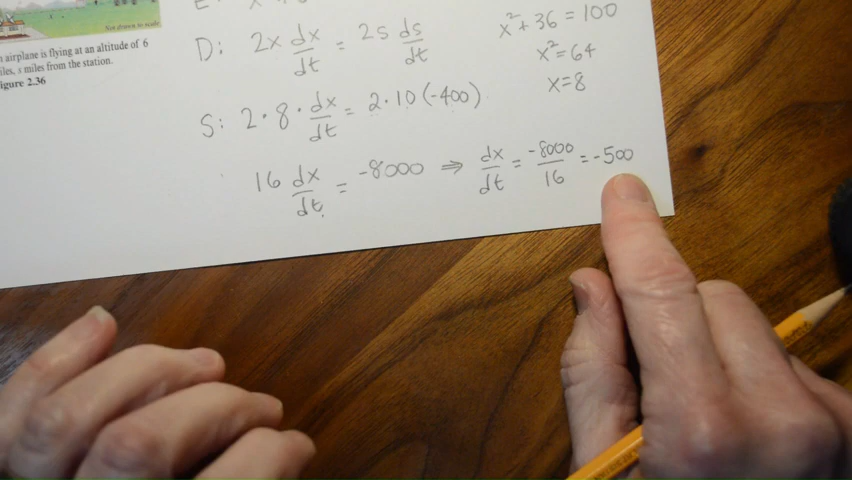 Not drawn to scale
airplane is flying at an altitude of 6
iles, s miles from the station.
igure 2.36
E:
D: 2x dx/dt = 2s ds/dt
S: 2 · 8 · dx/dt = 2 · 10 (-400)
16 dx/dt = -8000 ⇒ dx/dt = -8000/16 = -500
x² + 36 = 100
x² = 64
x = 8